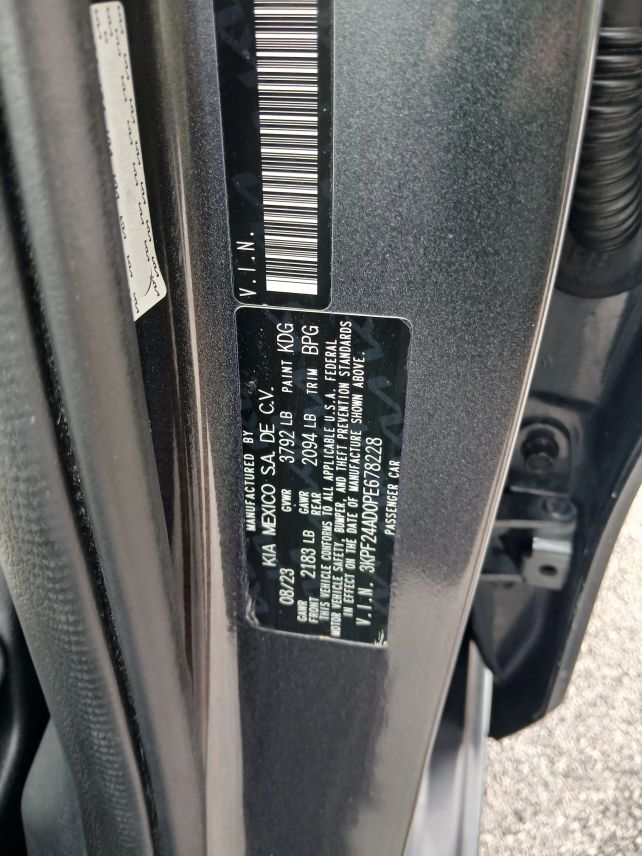 V.I.N.
MANUFACTURED BY
KIA MEXICO S.A. DE C.V.
08/23 GVWR 3792 LB PAINT KDG
GAWR FRONT 2183 LB GAWR REAR 2094 LB TRIM BPG
THIS VEHICLE CONFORMS TO ALL APPLICABLE U.S.A. FEDERAL
MOTOR VEHICLE SAFETY, BUMPER, AND THEFT PREVENTION STANDARDS
IN EFFECT ON THE DATE OF MANUFACTURE SHOWN ABOVE.
V.I.N. 3KPF24AD0PE678228
PASSENGER CAR